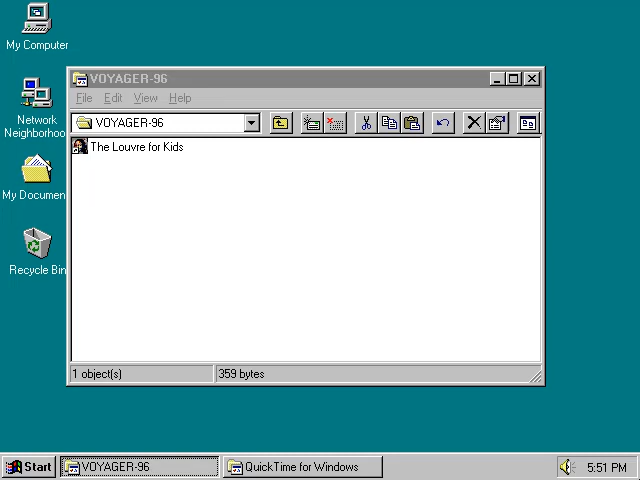 My Computer
Network
Neighborhoo
My Documen
Recycle Bin
VOYAGER-96
File Edit View Help
VOYAGER-96
The Louvre for Kids
1 object(s) 359 bytes
Start VOYAGER-96 QuickTime for Windows 5:51 PM